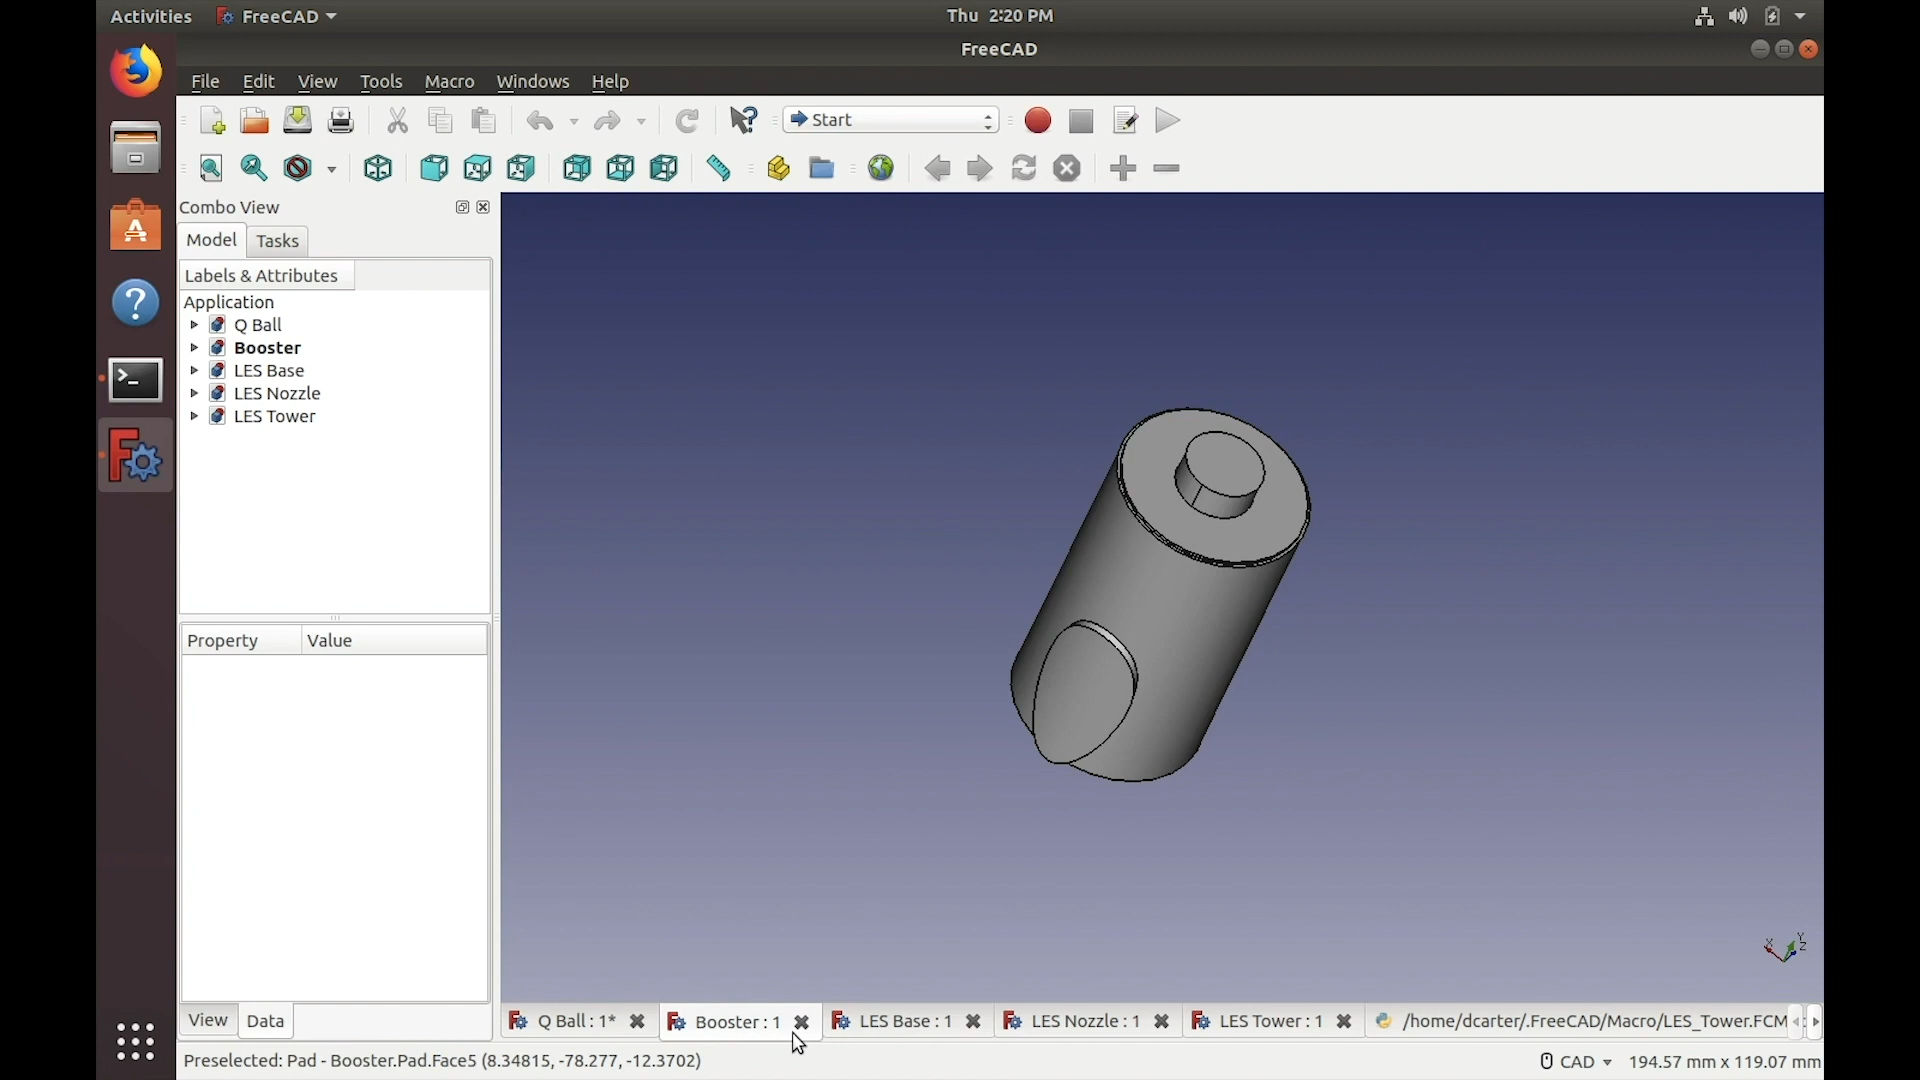 Activities FreeCAD Thu 2:20 PM
FreeCAD
File Edit View Tools Macro Windows Help
Start
Combo View
Model Tasks
Labels & Attributes
Application
Q Ball
Booster
LES Base
LES Nozzle
LES Tower
Property Value
X Y Z
View Data
Q Ball : 1* Booster : 1 LES Base : 1 LES Nozzle : 1 LES Tower : 1 /home/dcarter/.FreeCAD/Macro/LES_Tower.FCM
Preselected: Pad - Booster.Pad.Face5 (8.34815, -78.277, -12.3702) CAD 194.57 mm x 119.07 mm